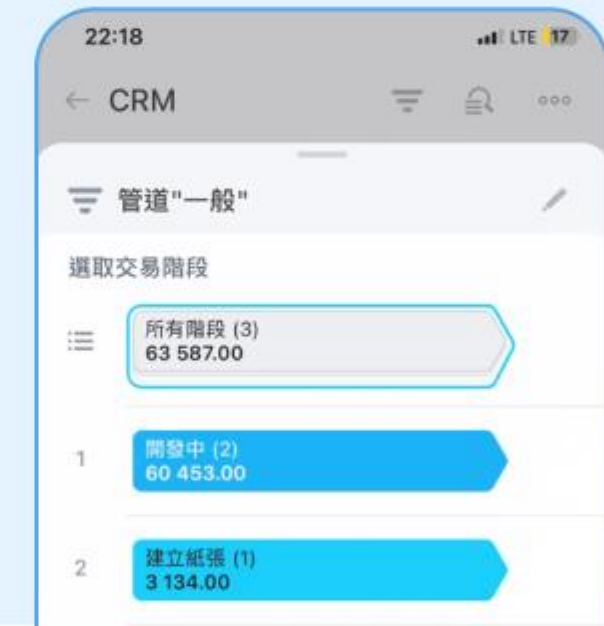 22:18 LTE 17
← CRM
管道"一般"
選取交易階段
所有階段 (3)
63 587.00
1
開發中 (2)
60 453.00
2
建立紙張 (1)
3 134.00